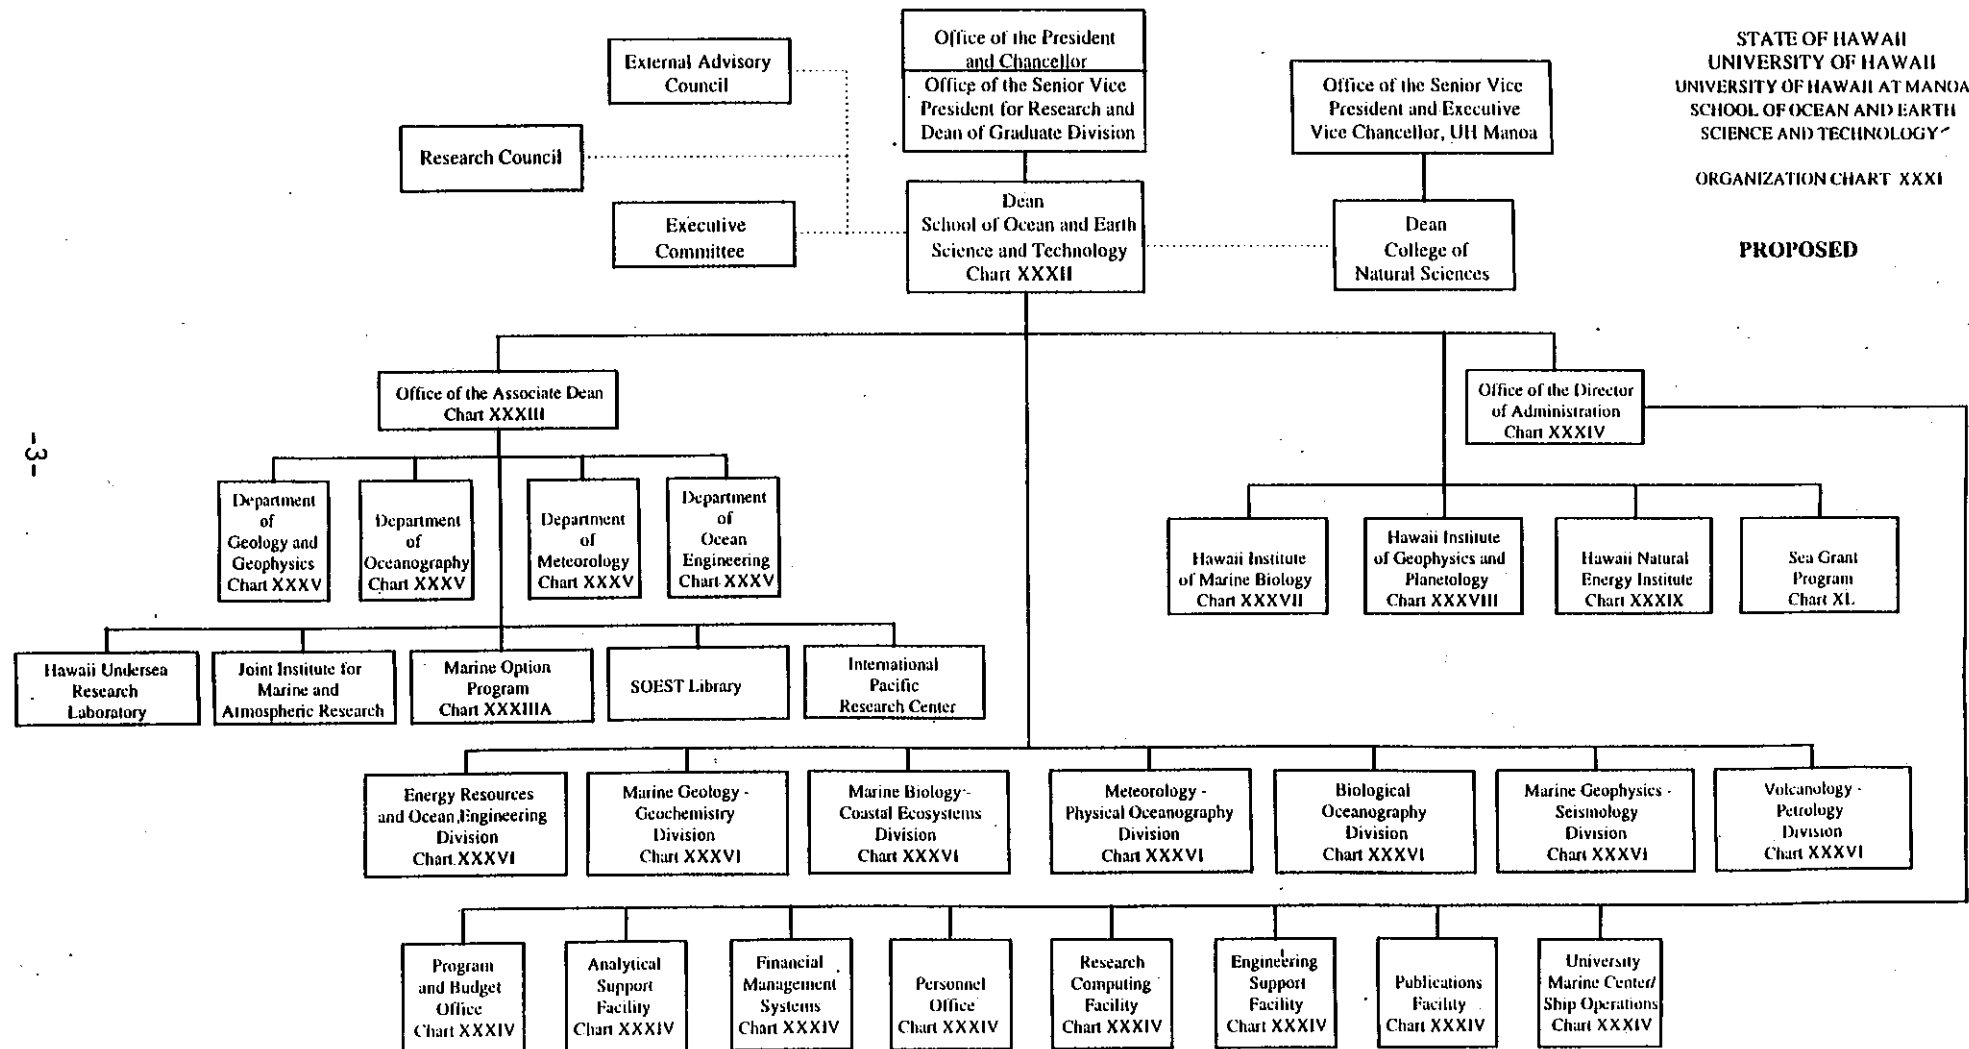 STATE OF HAWAII
UNIVERSITY OF HAWAII
UNIVERSITY OF HAWAII AT MANOA
SCHOOL OF OCEAN AND EARTH
SCIENCE AND TECHNOLOGY
ORGANIZATION CHART XXXI
PROPOSED
External Advisory
Council
Research Council
Executive
Committee
Office of the President
and Chancellor
Office of the Senior Vice
President for Research and
Dean of Graduate Division
Dean
School of Ocean and Earth
Science and Technology
Chart XXXII
Office of the Senior Vice
President and Executive
Vice Chancellor, UH Manoa
Dean
College of
Natural Sciences
Office of the Associate Dean
Chart XXXIII
Office of the Director
of Administration
Chart XXXIV
-3-
Department
of
Geology and
Geophysics
Chart XXXV
Department
of
Oceanography
Chart XXXV
Department
of
Meteorology
Chart XXXV
Department
of
Ocean
Engineering
Chart XXXV
Hawaii Institute
of Marine Biology
Chart XXXVII
Hawaii Institute
of Geophysics and
Planetology
Chart XXXVIII
Hawaii Natural
Energy Institute
Chart XXXIX
Sea Grant
Program
Chart XL
Hawaii Undersea
Research
Laboratory
Joint Institute for
Marine and
Atmospheric Research
Marine Option
Program
Chart XXXIIIA
SOEST Library
International
Pacific
Research Center
Energy Resources
and Ocean Engineering
Division
Chart XXXVI
Marine Geology -
Geochemistry
Division
Chart XXXVI
Marine Biology -
Coastal Ecosystems
Division
Chart XXXVI
Meteorology -
Physical Oceanography
Division
Chart XXXVI
Biological
Oceanography
Division
Chart XXXVI
Marine Geophysics -
Seismology
Division
Chart XXXVI
Volcanology -
Petrology
Division
Chart XXXVI
Program
and Budget
Office
Chart XXXIV
Analytical
Support
Facility
Chart XXXIV
Financial
Management
Systems
Chart XXXIV
Personnel
Office
Chart XXXIV
Research
Computing
Facility
Chart XXXIV
Engineering
Support
Facility
Chart XXXIV
Publications
Facility
Chart XXXIV
University
Marine Center/
Ship Operations
Chart XXXIV